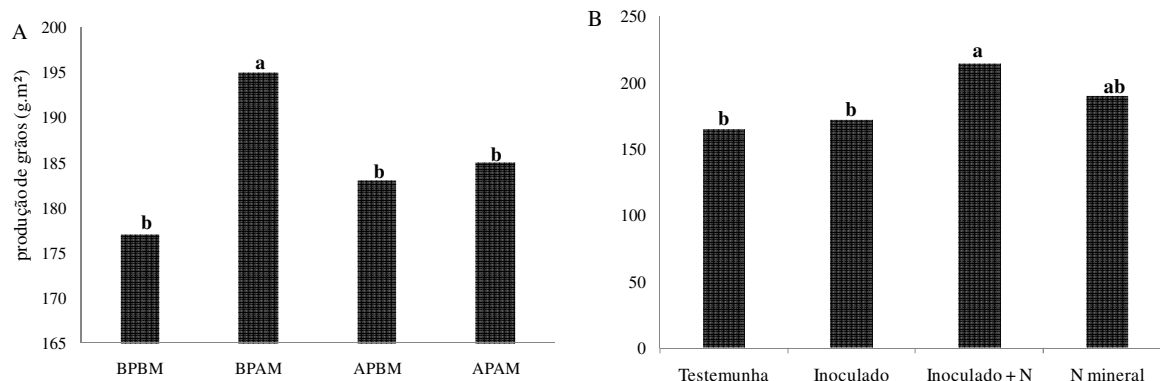 A
produção de grãos (g.m²)
200
195
190
185
180
175
170
165
b
a
b
b
BPBM BPAM APBM APAM
B
250
200
150
100
50
0
b
b
a
ab
Testemunha Inoculado Inoculado + N N mineral